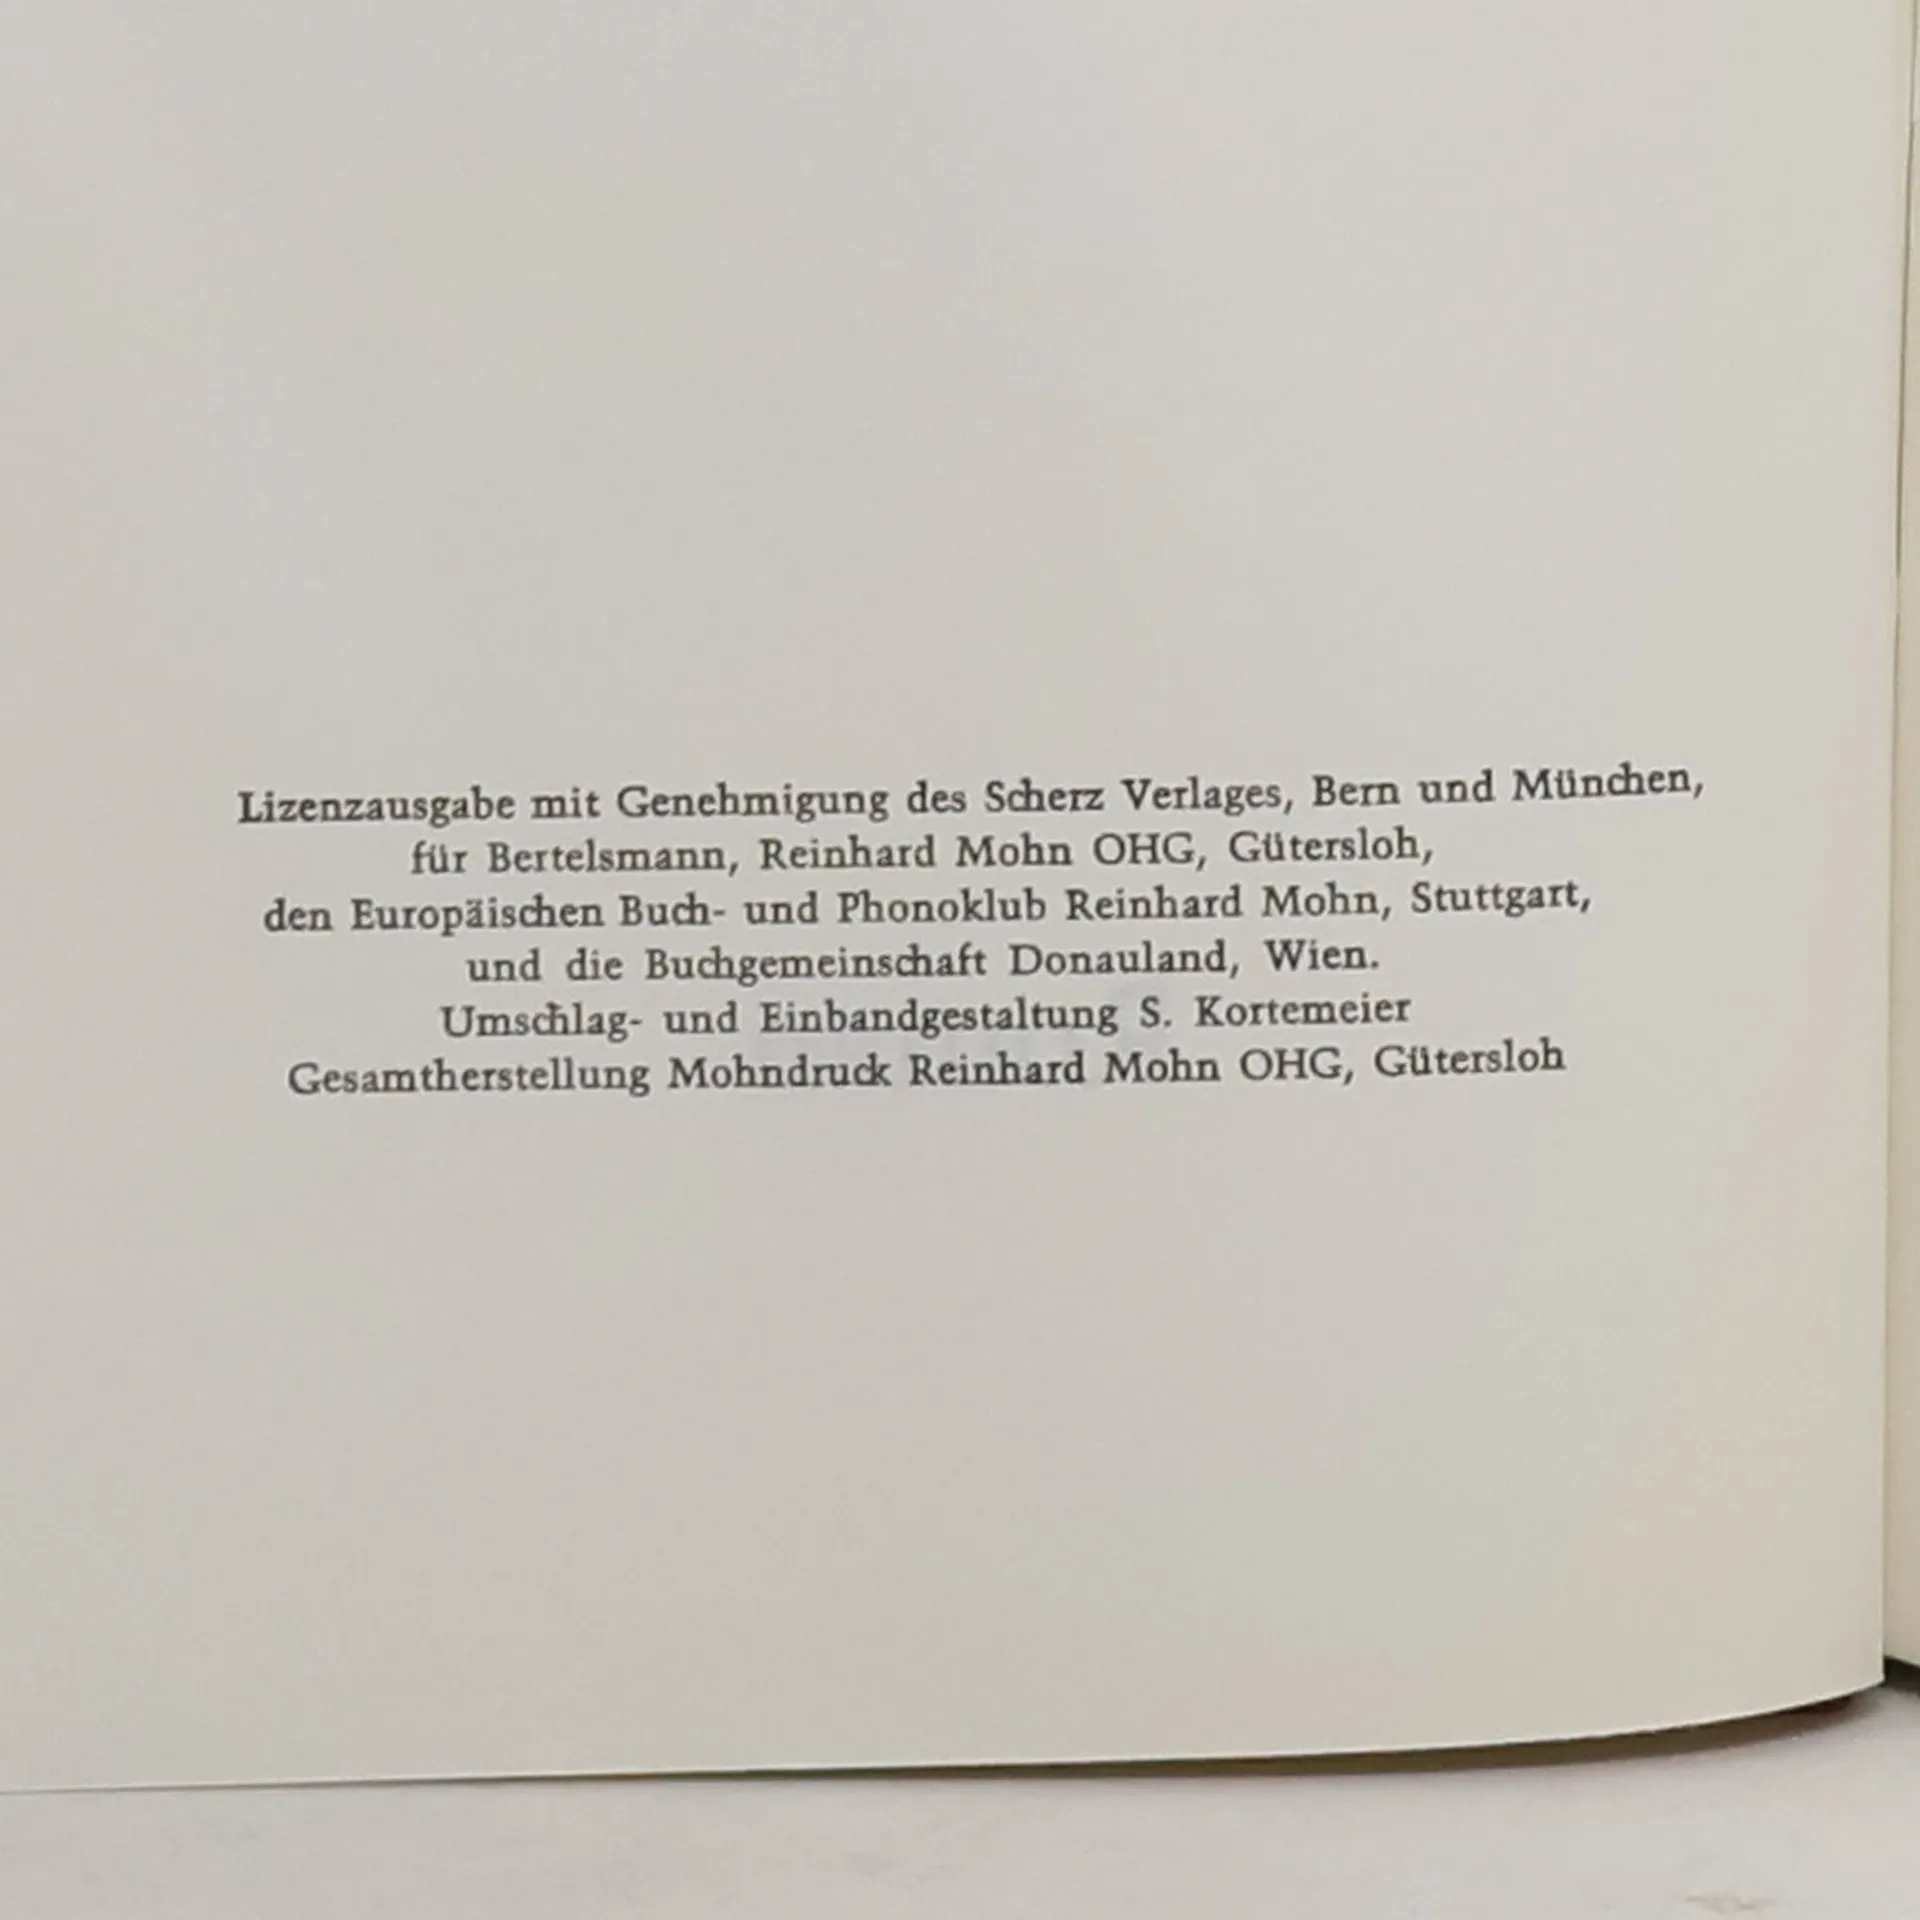 Lizenzausgabe mit Genehmigung des Scherz Verlages, Bern und München,
für Bertelsmann, Reinhard Mohn OHG, Gütersloh,
den Europäischen Buch- und Phonoklub Reinhard Mohn, Stuttgart,
und die Buchgemeinschaft Donauland, Wien.
Umschlag- und Einbandgestaltung S. Kortemeier
Gesamtherstellung Mohndruck Reinhard Mohn OHG, Gütersloh